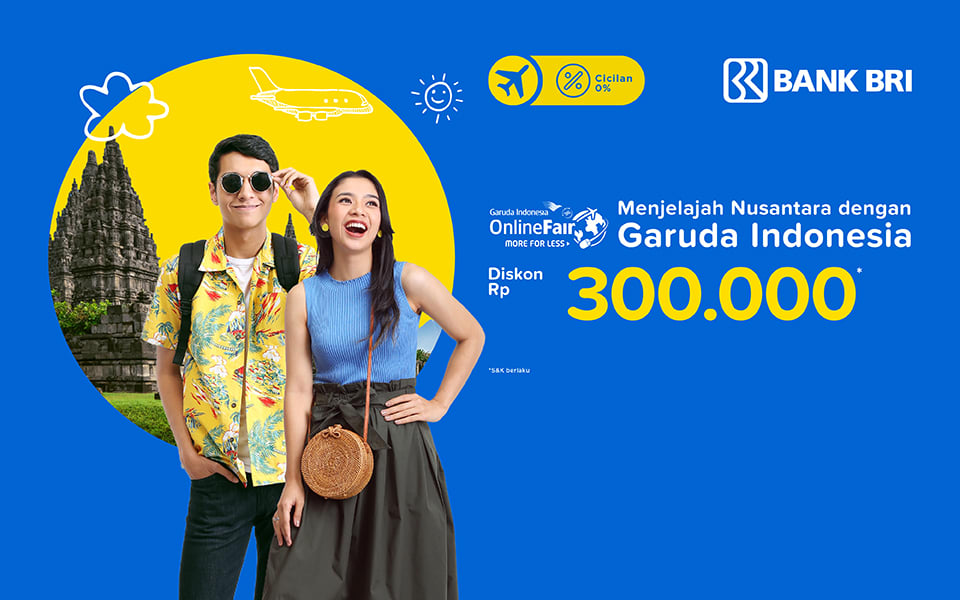 Cicilan
0%
BANK BRI
Garuda Indonesia
OnlineFair
MORE FOR LESS
Menjelajah Nusantara dengan
Garuda Indonesia
Diskon
Rp
300.000*
*S&K berlaku